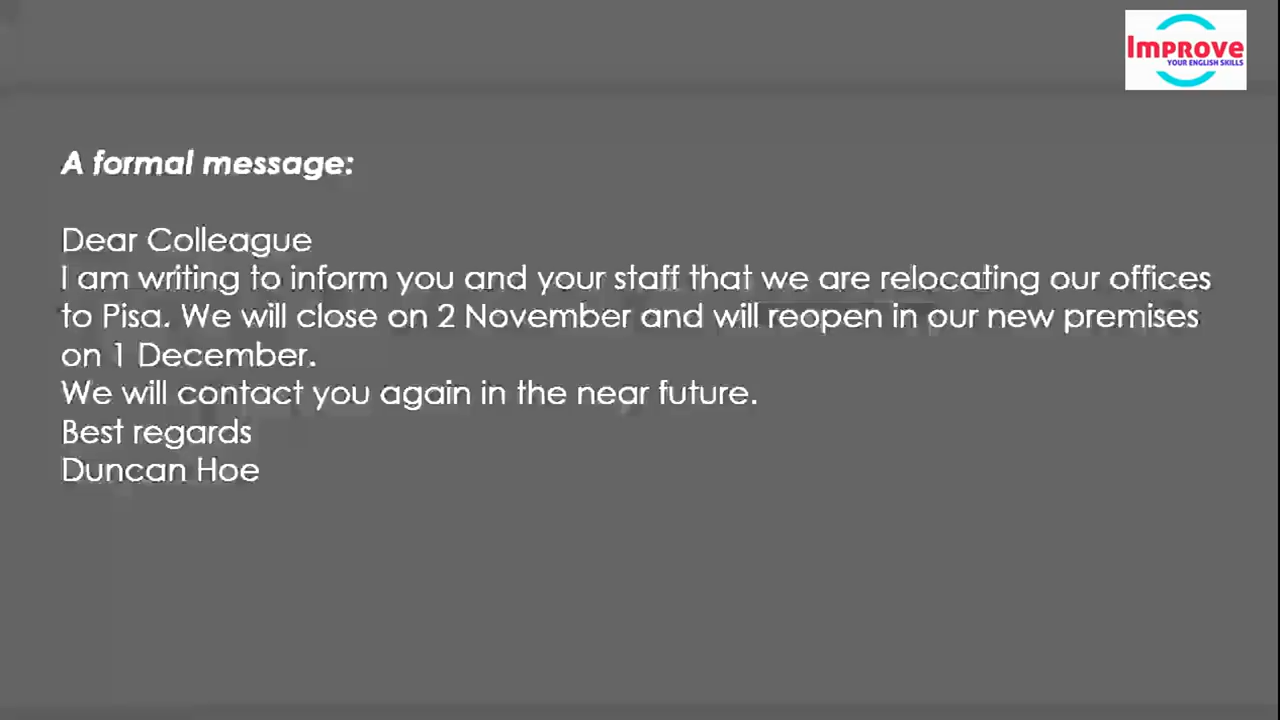 Improve
YOUR ENGLISH SKILLS
A formal message:
Dear Colleague
I am writing to inform you and your staff that we are relocating our offices
to Pisa. We will close on 2 November and will reopen in our new premises
on 1 December.
We will contact you again in the near future.
Best regards
Duncan Hoe